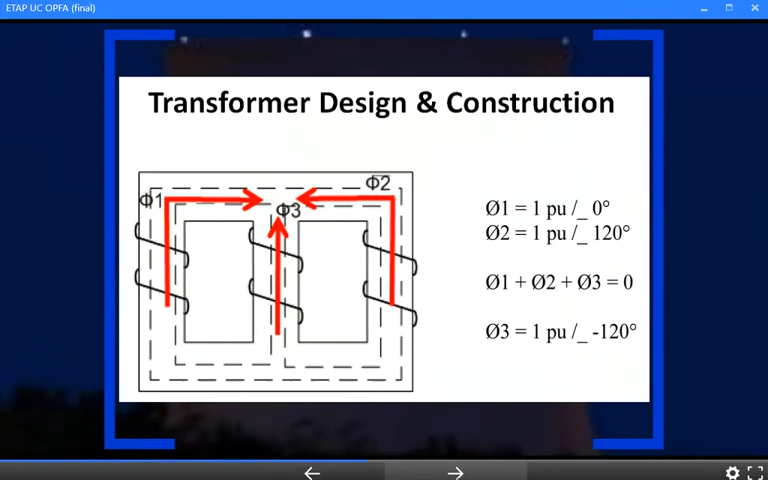 ETAP UC OPFA (final)
Transformer Design & Construction
Φ1
Φ2
Φ3
Ø1 = 1 pu /_ 0°
Ø2 = 1 pu /_ 120°
Ø1 + Ø2 + Ø3 = 0
Ø3 = 1 pu /_ -120°